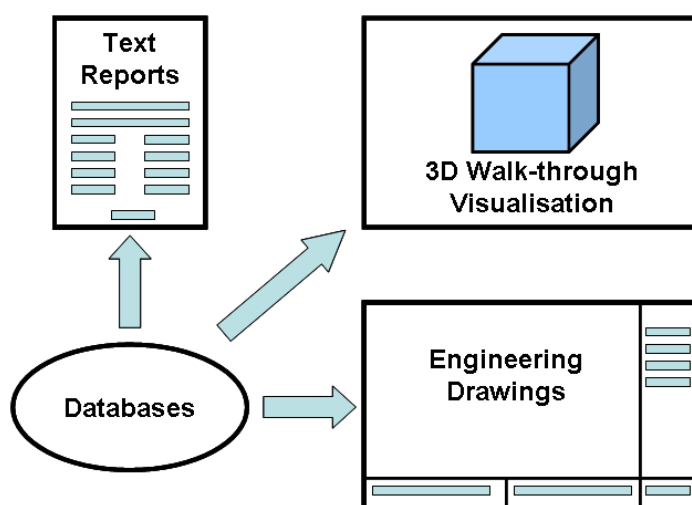 Text
Reports
3D Walk-through
Visualisation
Databases
Engineering
Drawings